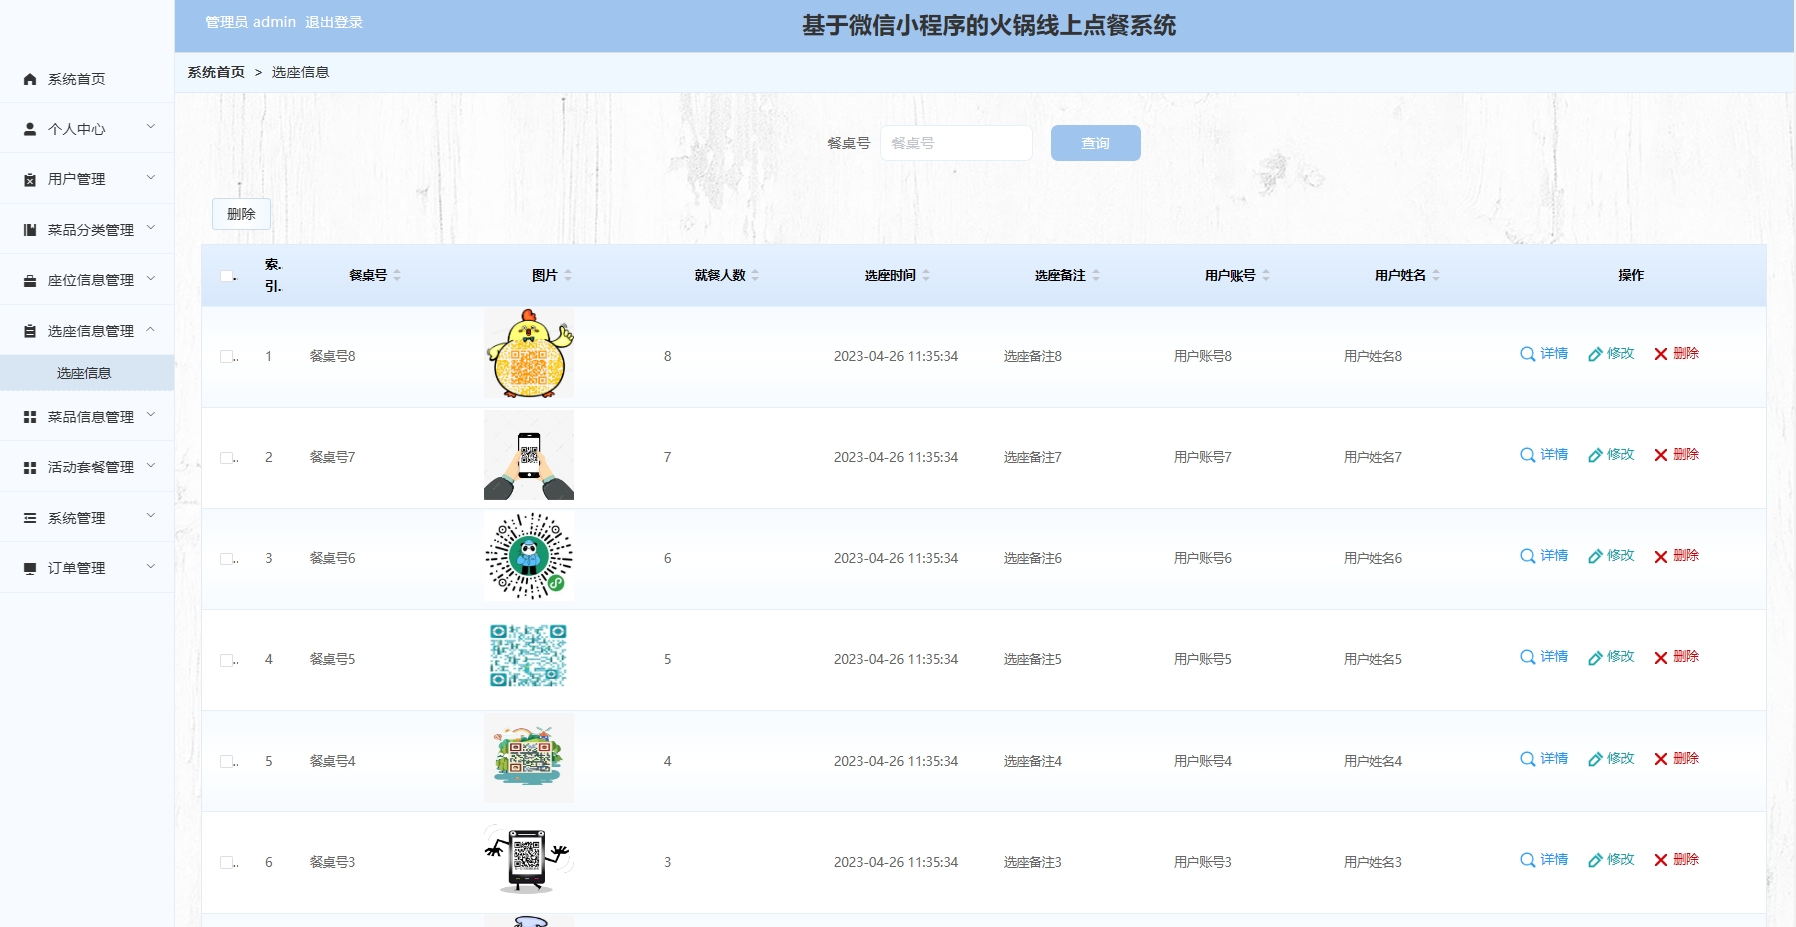 管理员 admin 退出登录
基于微信小程序的火锅线上点餐系统
系统首页 > 选座信息
系统首页
个人中心
用户管理
菜品分类管理
座位信息管理
选座信息管理
选座信息
菜品信息管理
活动套餐管理
系统管理
订单管理
餐桌号 餐桌号 查询
删除
索.. 引.. 餐桌号 图片 就餐人数 选座时间 选座备注 用户账号 用户姓名 操作
1 餐桌号8 8 2023-04-26 11:35:34 选座备注8 用户账号8 用户姓名8 详情 修改 删除
2 餐桌号7 7 2023-04-26 11:35:34 选座备注7 用户账号7 用户姓名7 详情 修改 删除
3 餐桌号6 6 2023-04-26 11:35:34 选座备注6 用户账号6 用户姓名6 详情 修改 删除
4 餐桌号5 5 2023-04-26 11:35:34 选座备注5 用户账号5 用户姓名5 详情 修改 删除
5 餐桌号4 4 2023-04-26 11:35:34 选座备注4 用户账号4 用户姓名4 详情 修改 删除
6 餐桌号3 3 2023-04-26 11:35:34 选座备注3 用户账号3 用户姓名3 详情 修改 删除